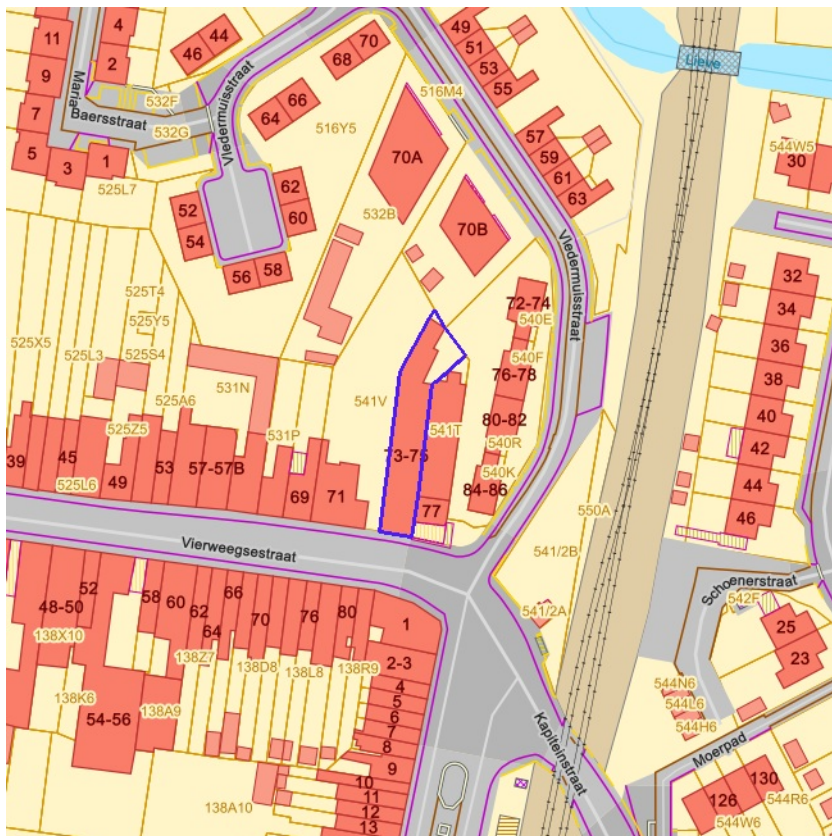 11
4
46
44
68
70
49
51
53
55
Lieve
9
2
Maria
Baersstraat
532F
532G
Vledermuisstraat
516M4
7
5
3
1
525L7
64
66
516Y5
70A
57
59
61
63
544W5
30
52
54
62
60
532B
70B
Vledermuisstraat
56
58
72-74
540E
32
34
36
38
40
42
44
46
525T4
525Y5
525S4
525X5
525L3
525A6
531N
540F
76-78
541V
80-82
541T
540R
540K
84-86
525Z5
531P
39
45
525L6
49
53
57-57B
69
71
73-75
77
550A
541/2B
Vierweegsestraat
Schoenerstraat
542F
541/2A
52
48-50
138X10
58
60
62
64
66
70
76
80
1
25
23
138Z7
138D8
138L8
138R9
2-3
4
5
6
7
8
9
10
11
12
13
138K6
54-56
138A9
138A10
544N6
544L6
544H6
Kapiteinstraat
Moerpad
126
130
544R6
544W6